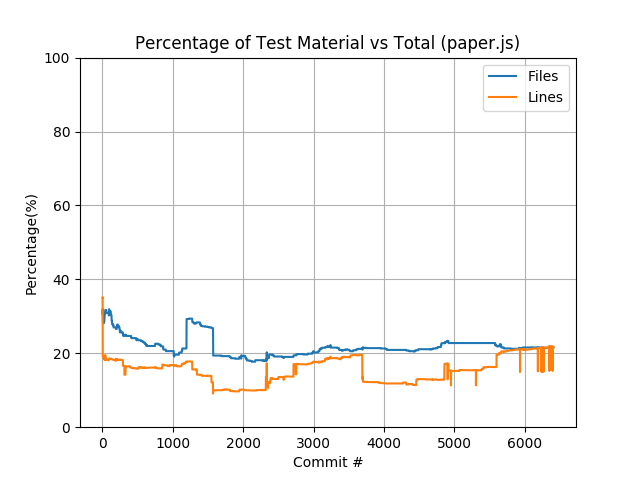 Percentage of Test Material vs Total (paper.js)
Files
Lines
100
80
60
40
20
0
Percentage(%)
0 1000 2000 3000 4000 5000 6000
Commit #